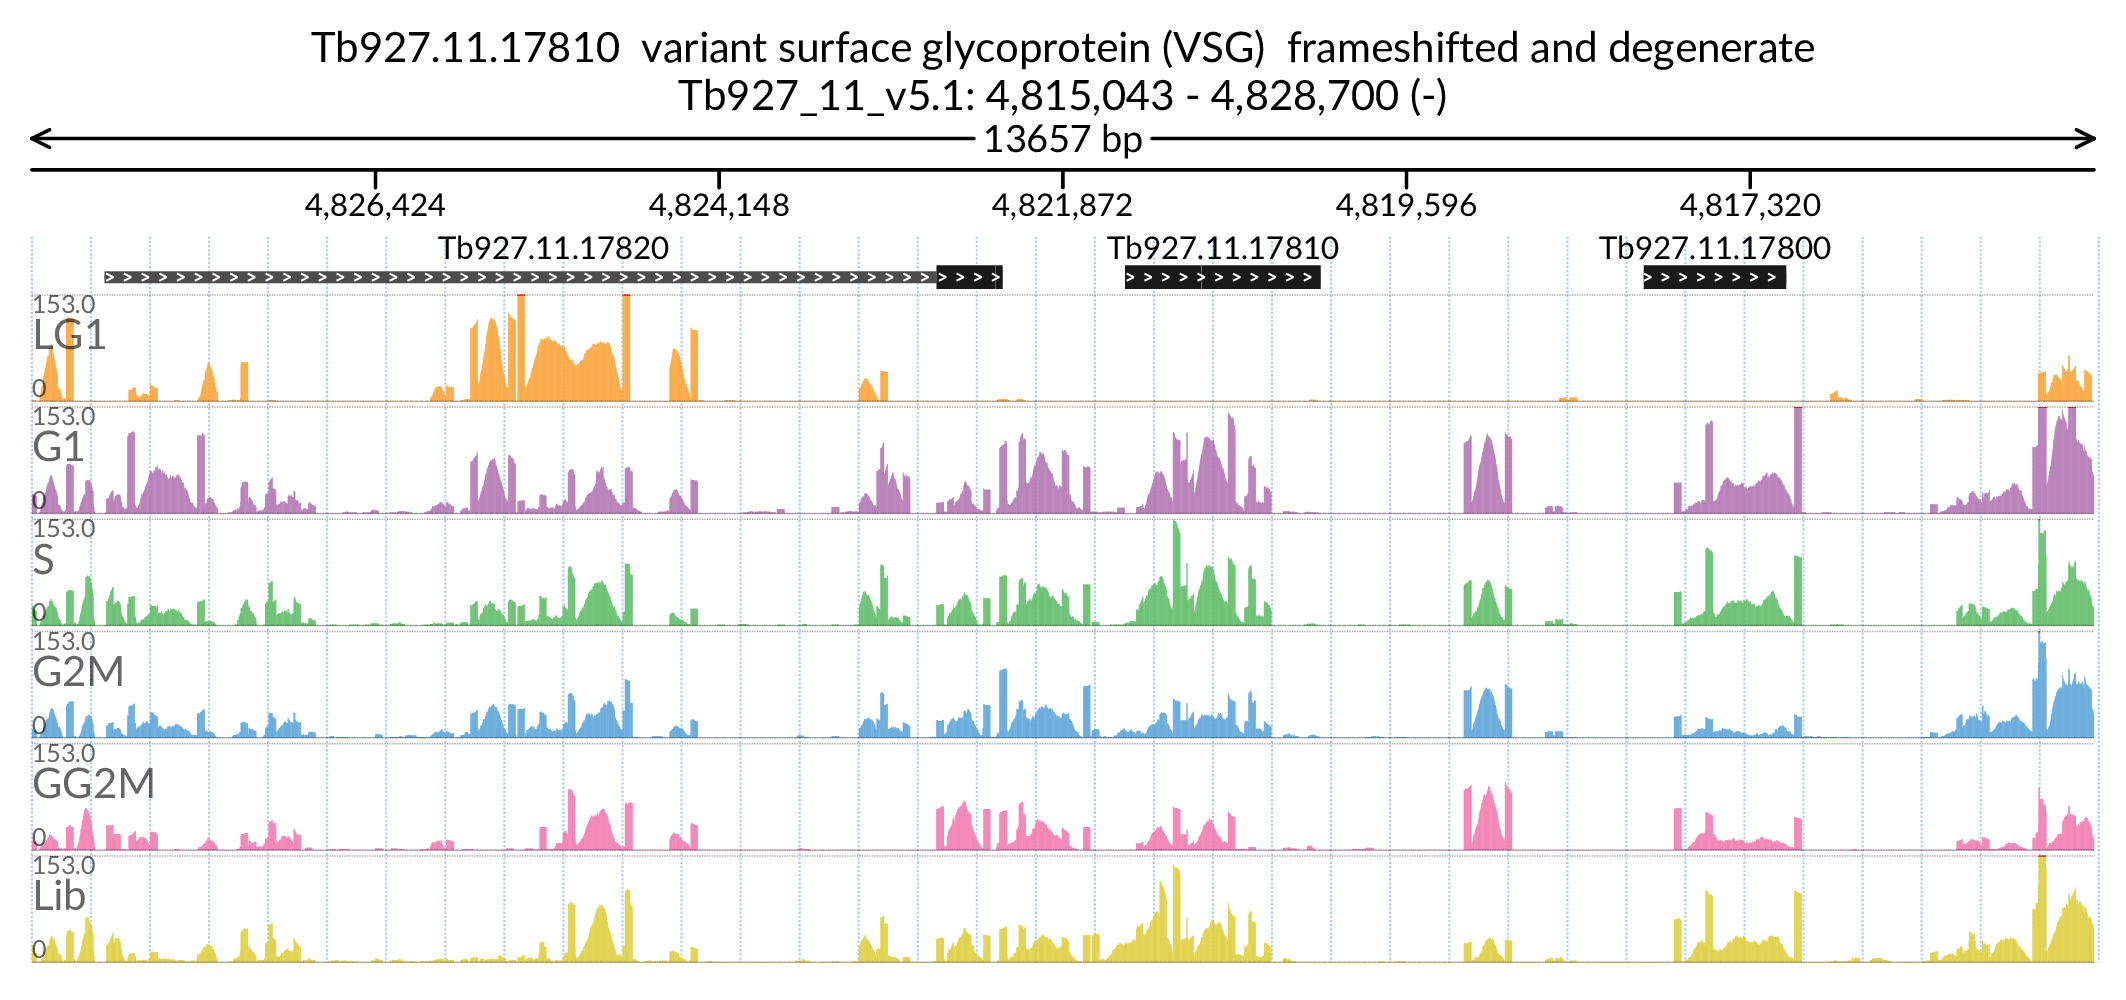 Tb927.11.17810  variant surface glycoprotein (VSG)  frameshifted and degenerate
Tb927_11_v5.1: 4,815,043 - 4,828,700 (-)
13657 bp
4,826,424 4,824,148 4,821,872 4,819,596 4,817,320
Tb927.11.17820 Tb927.11.17810 Tb927.11.17800
153.0
LG1
0
153.0
G1
0
153.0
S
0
153.0
G2M
0
153.0
GG2M
0
153.0
Lib
0